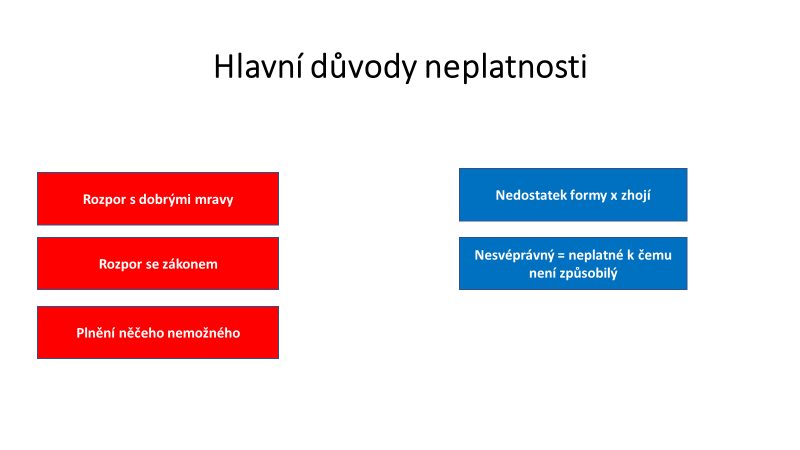 Hlavní důvody neplatnosti
Rozpor s dobrými mravy
Rozpor se zákonem
Plnění něčeho nemožného
Nedostatek formy x zhojí
Nesvéprávný = neplatné k čemu
není způsobilý